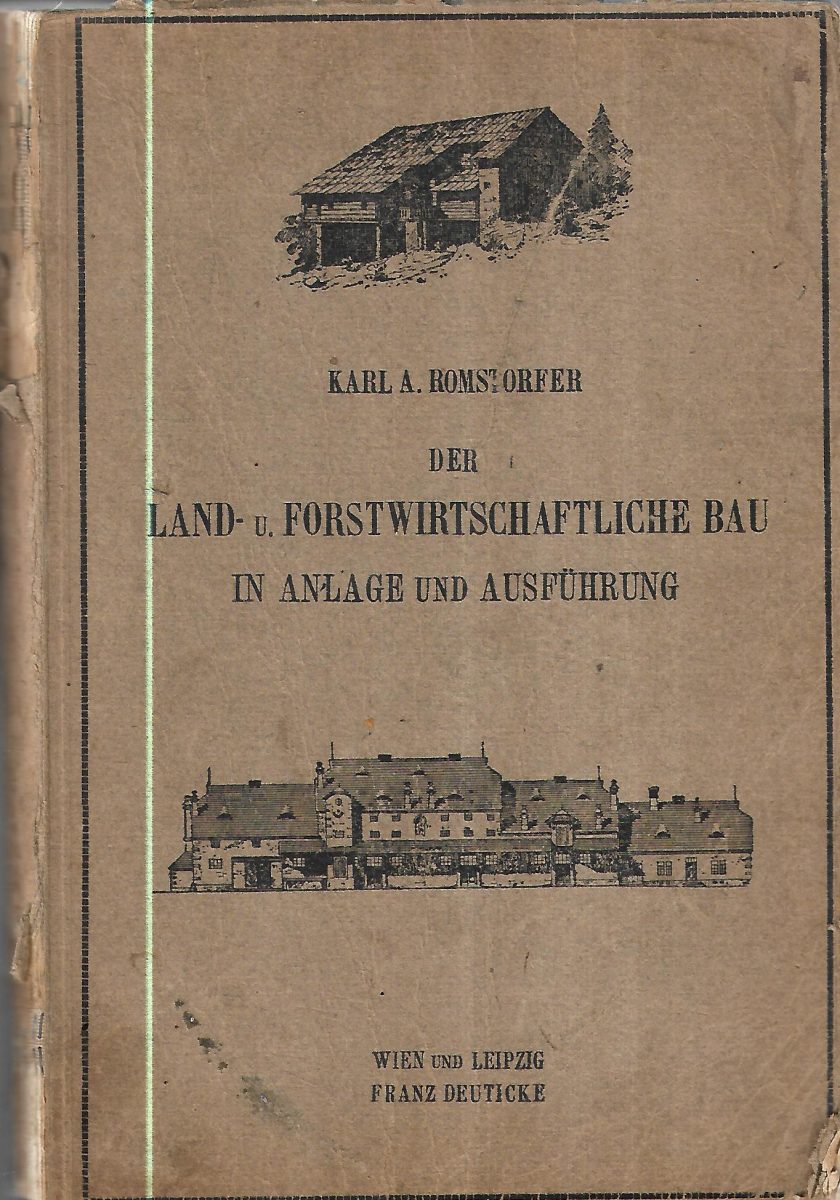 KARL A. ROMSTORFER
DER
LAND- U. FORSTWIRTSCHAFTLICHE BAU
IN ANLAGE UND AUSFÜHRUNG
WIEN UND LEIPZIG
FRANZ DEUTICKE